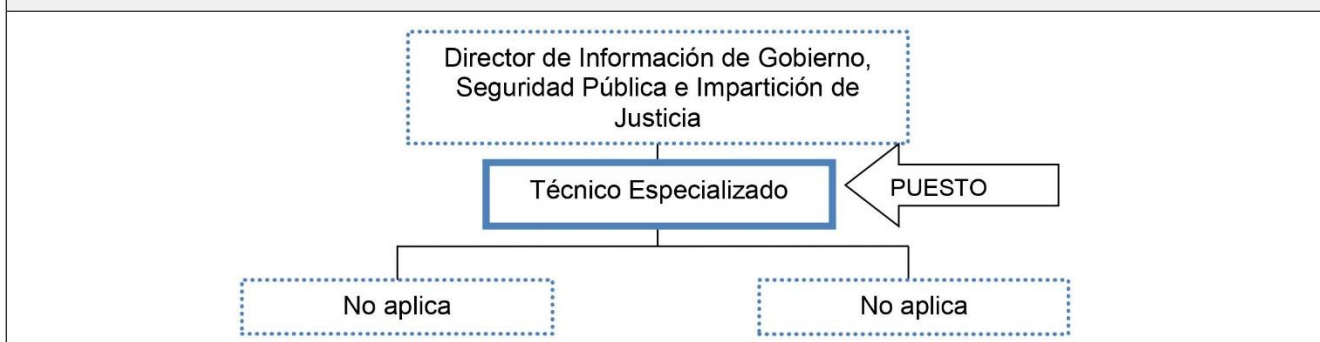 Director de Información de Gobierno,
Seguridad Pública e Impartición de
Justicia
Técnico Especializado
PUESTO
No aplica
No aplica